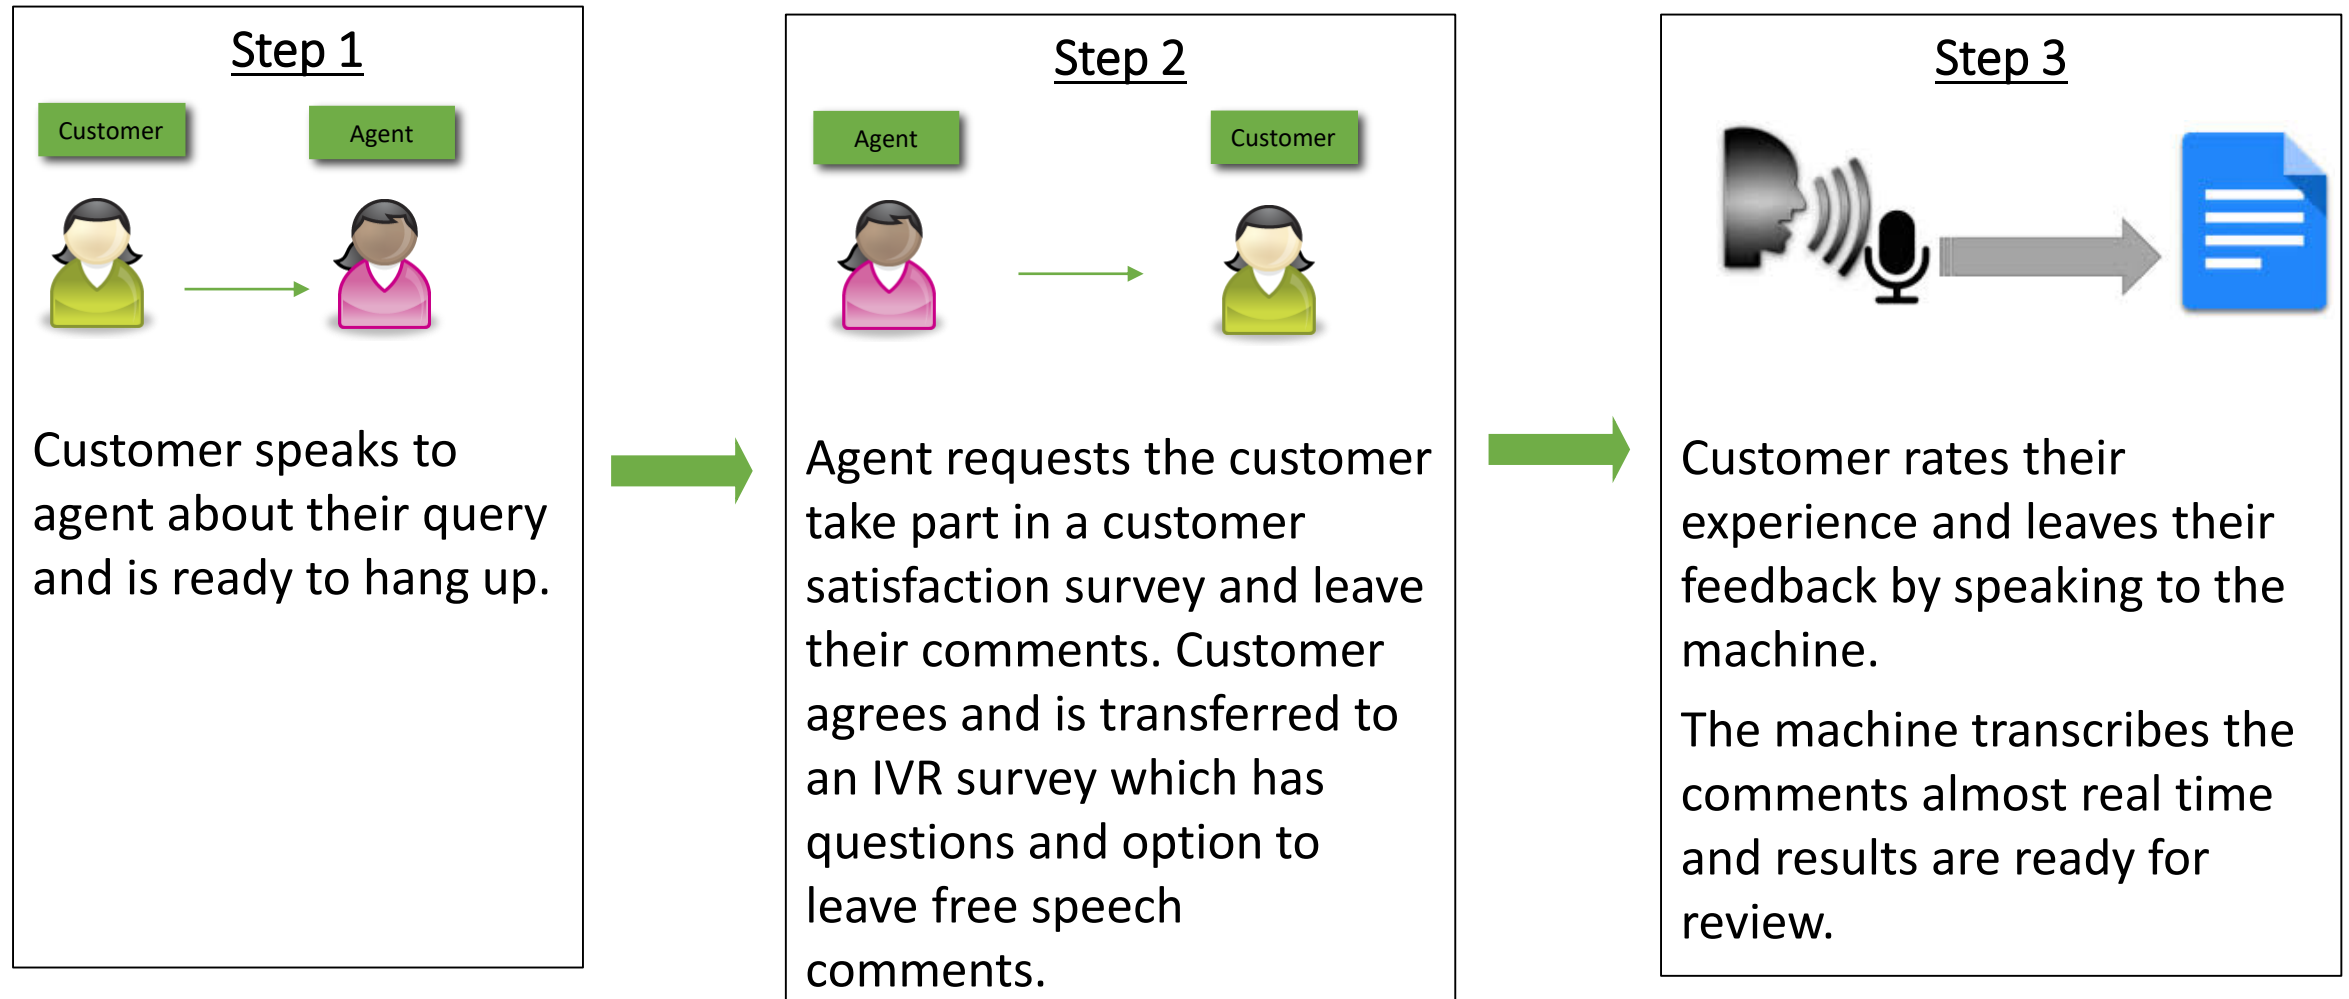 Step 1
Customer
Agent
Customer speaks to
agent about their query
and is ready to hang up.
Step 2
Agent
Customer
Agent requests the customer
take part in a customer
satisfaction survey and leave
their comments. Customer
agrees and is transferred to
an IVR survey which has
questions and option to
leave free speech
comments.
Step 3
Customer rates their
experience and leaves their
feedback by speaking to the
machine.
The machine transcribes the
comments almost real time
and results are ready for
review.